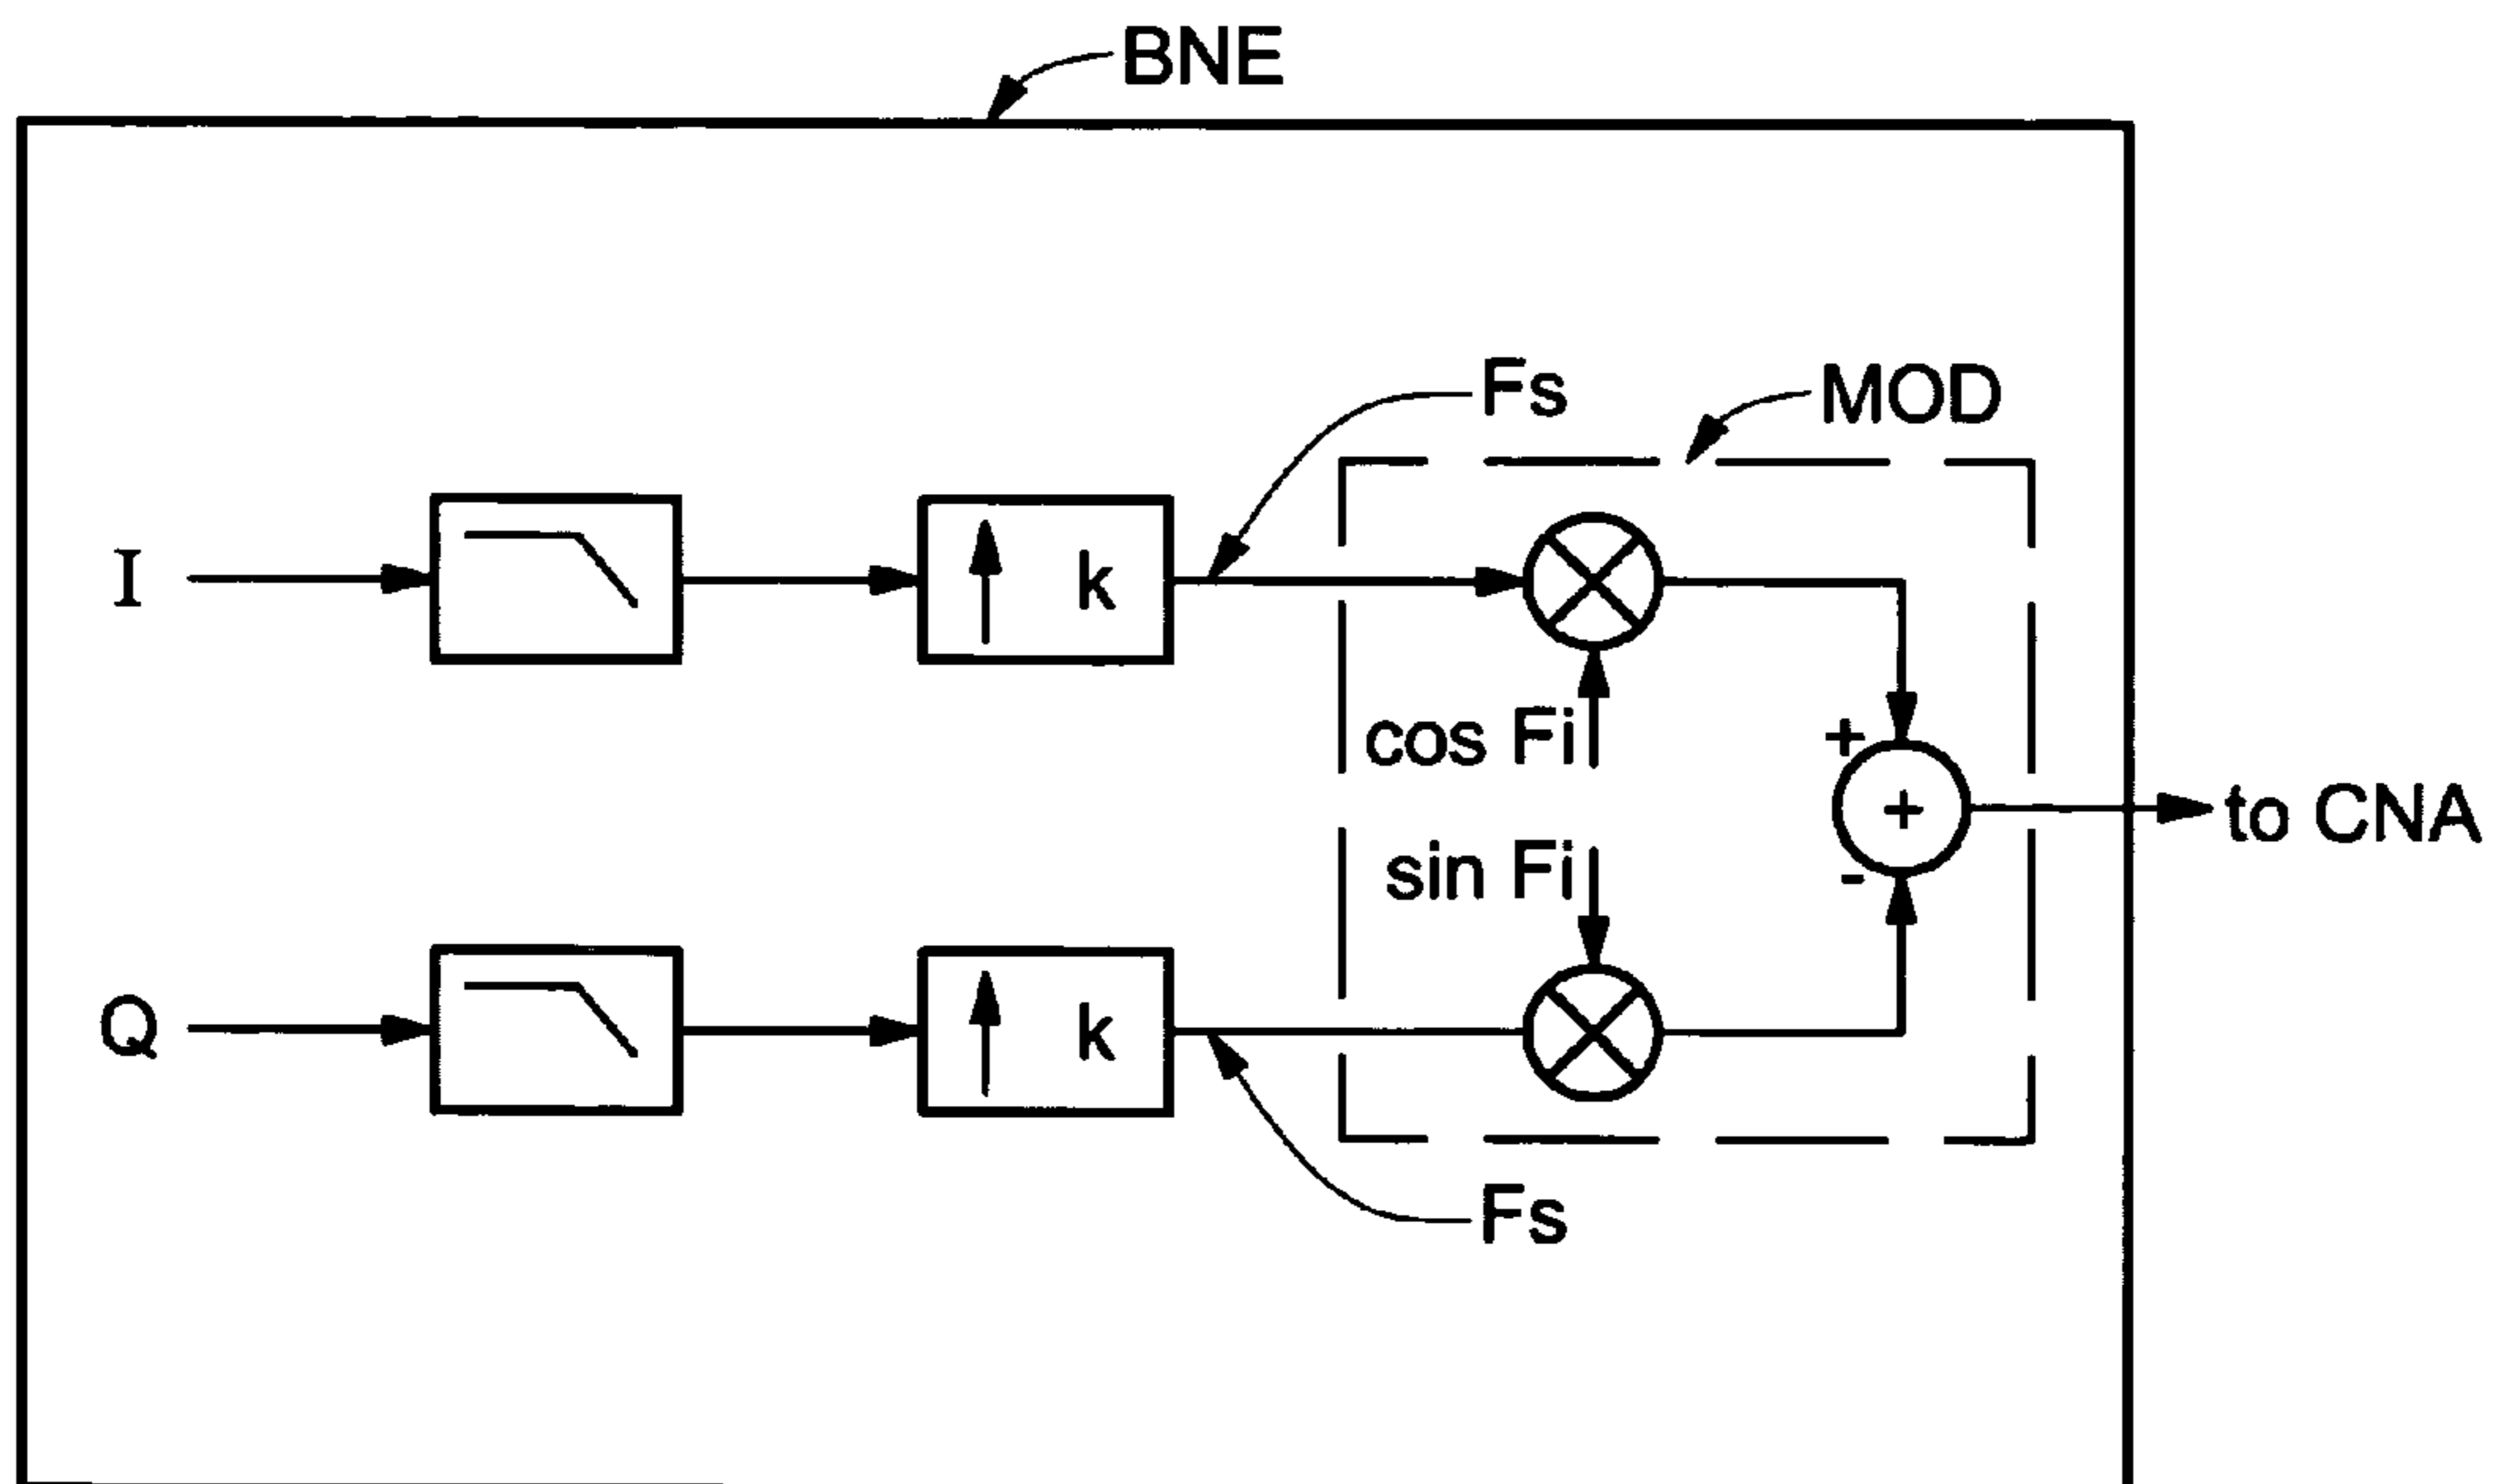 BNE
Fs
MOD
I
k
cos Fi
+
+
to CNA
sin Fi
-
Q
k
Fs